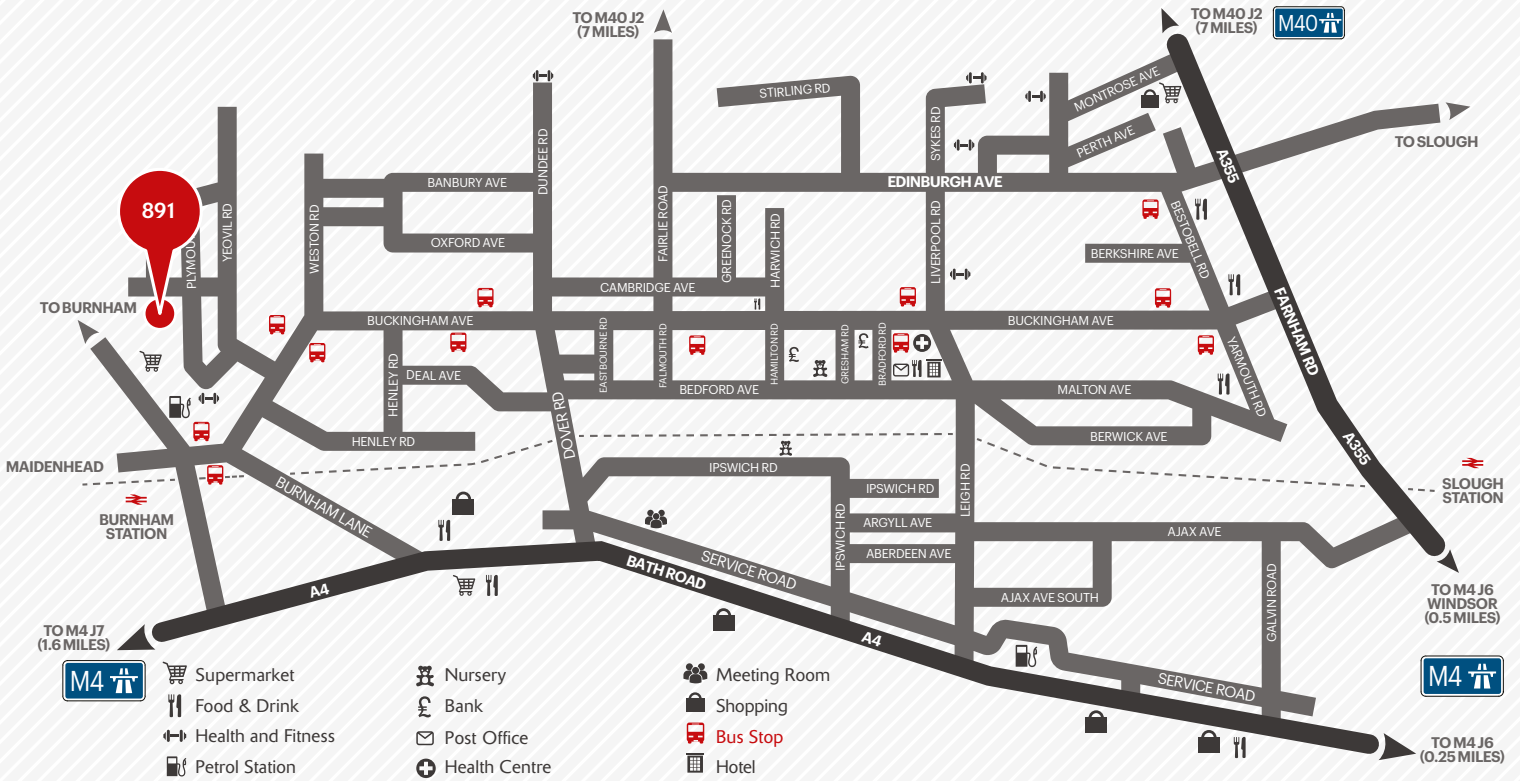 TO M40 J2
(7 MILES)
TO M40 J2
(7 MILES)
M40
STIRLING RD
MONTROSE AVE
PERTH AVE
SYKES RD
TO SLOUGH
A355
DUNDEE RD
BANBURY AVE
EDINBURGH AVE
891
PLYMOU
YEOVIL RD
WESTON RD
OXFORD AVE
FAIRLIE ROAD
GREENOCK RD
HARWICH RD
LIVERPOOL RD
BESTOBELL RD
BERKSHIRE AVE
CAMBRIDGE AVE
TO BURNHAM
BUCKINGHAM AVE
BUCKINGHAM AVE
FARNHAM RD
EASTBOURNE RD
FALMOUTH RD
HAMILTON RD
GRESHAM RD
BRADFORD RD
YARMOUTH RD
HENLEY RD
DEAL AVE
BEDFORD AVE
MALTON AVE
DOVER RD
HENLEY RD
BERWICK AVE
A355
MAIDENHEAD
IPSWICH RD
IPSWICH RD
LEIGH RD
SLOUGH
STATION
BURNHAM
STATION
BURNHAM LANE
IPSWICH RD
ARGYLL AVE
AJAX AVE
ABERDEEN AVE
SERVICE ROAD
BATH ROAD
A4
AJAX AVE SOUTH
GALVIN ROAD
TO M4 J6
WINDSOR
(0.5 MILES)
TO M4 J7
(1.6 MILES)
A4
M4
M4
SERVICE ROAD
TO M4 J6
(0.25 MILES)
Supermarket
Food & Drink
Health and Fitness
Petrol Station
Nursery
£ Bank
Post Office
Health Centre
Meeting Room
Shopping
Bus Stop
Hotel
£
£